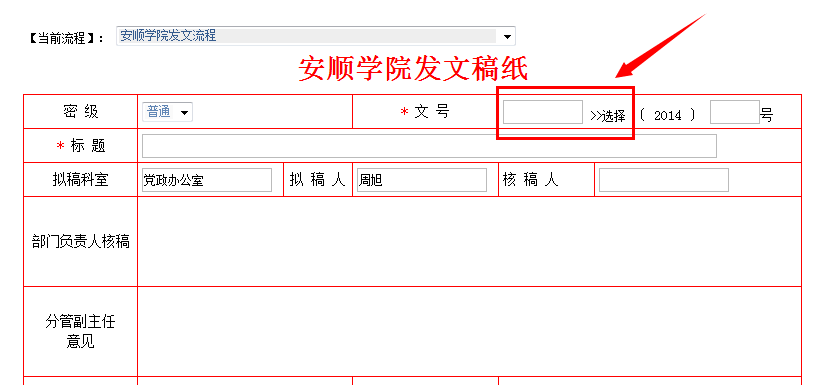 【当前流程】： 安顺学院发文流程
安顺学院发文稿纸
密 级 普通 * 文 号 >>选择 〔 2014 〕 号
* 标 题
拟稿科室 党政办公室 拟 稿 人 周旭 核 稿 人
部门负责人核稿
分管副主任
意见